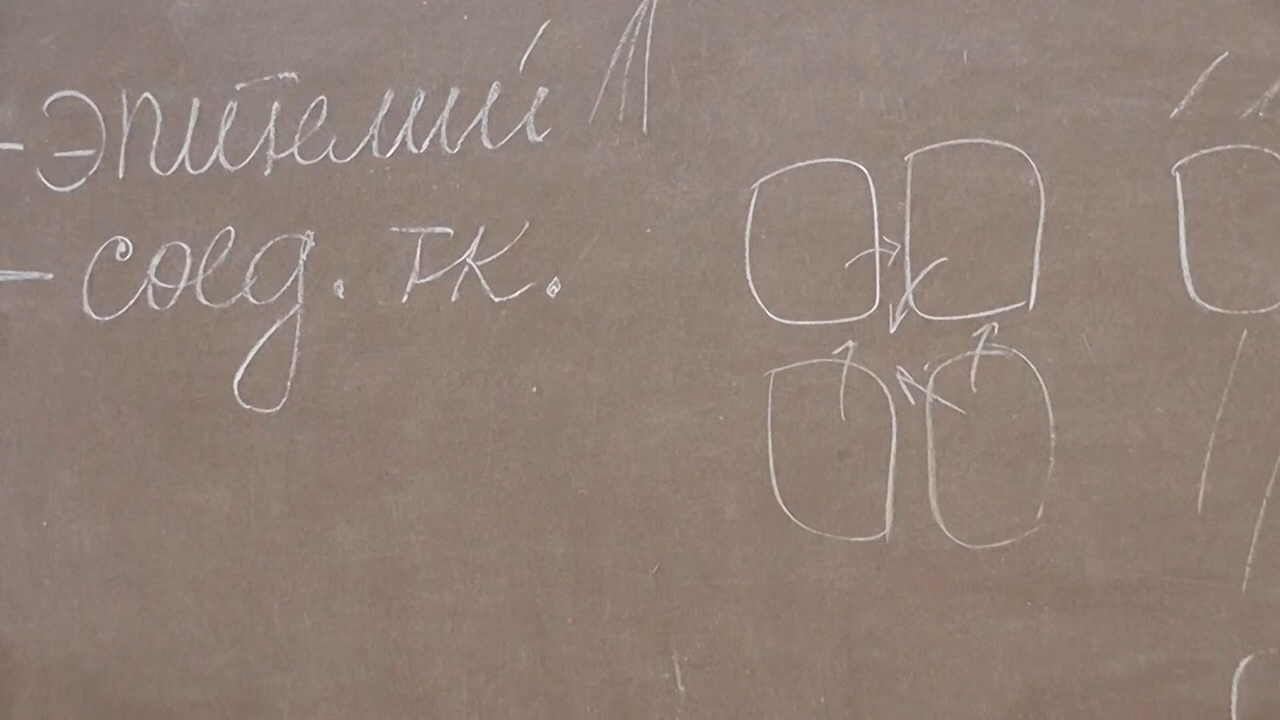 - эпителий
- соед. тк.